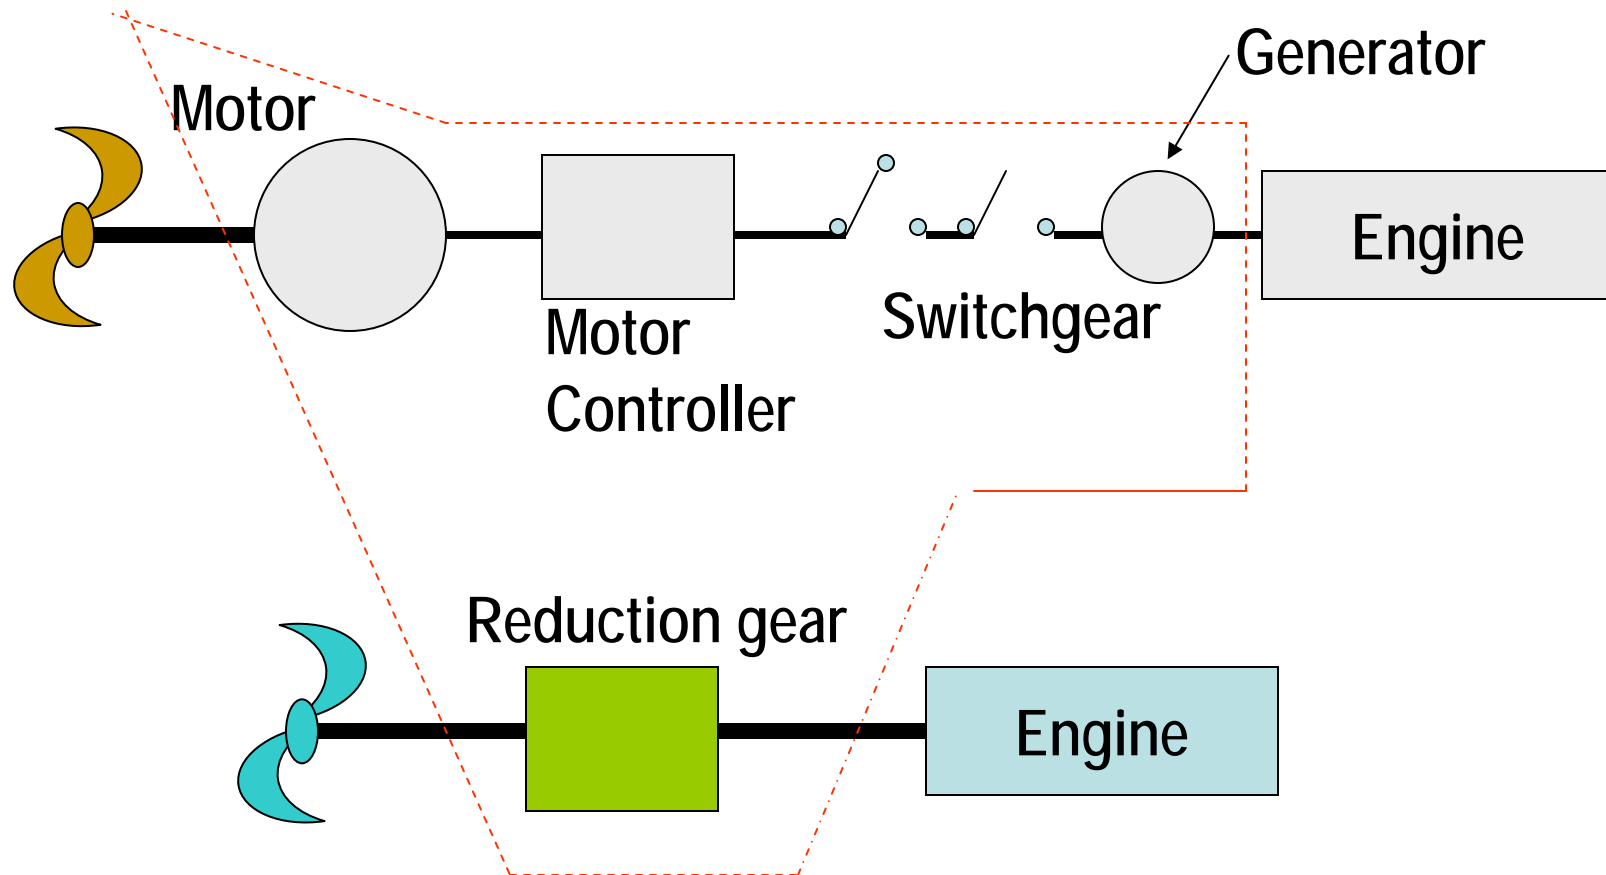 Generator
Motor
Engine
Switchgear
Motor
Controller
Reduction gear
Engine